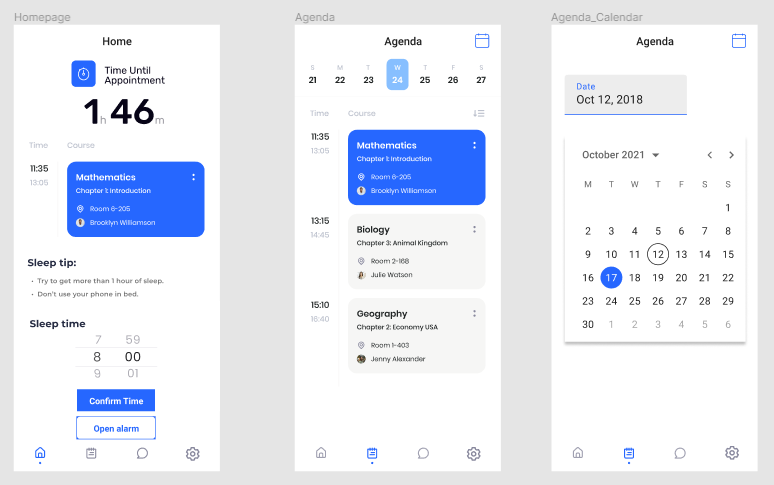 Homepage
Home
Time Until
Appointment
1h 46m
Time Course
11:35
13:05
Mathematics
Chapter 1: Introduction
Room 6-205
Brooklyn Williamson
Sleep tip:
• Try to get more than 1 hour of sleep.
• Don't use your phone in bed.
Sleep time
7 59
8 00
9 01
Confirm Time
Open alarm
Agenda
Agenda
S M T W T F S
21 22 23 24 25 26 27
Time Course
11:35
13:05
Mathematics
Chapter 1: Introduction
Room 6-205
Brooklyn Williamson
13:15
14:45
Biology
Chapter 3: Animal Kingdom
Room 2-168
Julie Watson
15:10
16:40
Geography
Chapter 2: Economy USA
Room 1-403
Jenny Alexander
Agenda_Calendar
Agenda
Date
Oct 12, 2018
October 2021
M T W T F S S
1
2 3 4 5 6 7 8
9 10 11 12 13 14 15
16 17 18 19 20 21 22
23 24 25 26 27 28 29
30 1 2 3 4 5 6